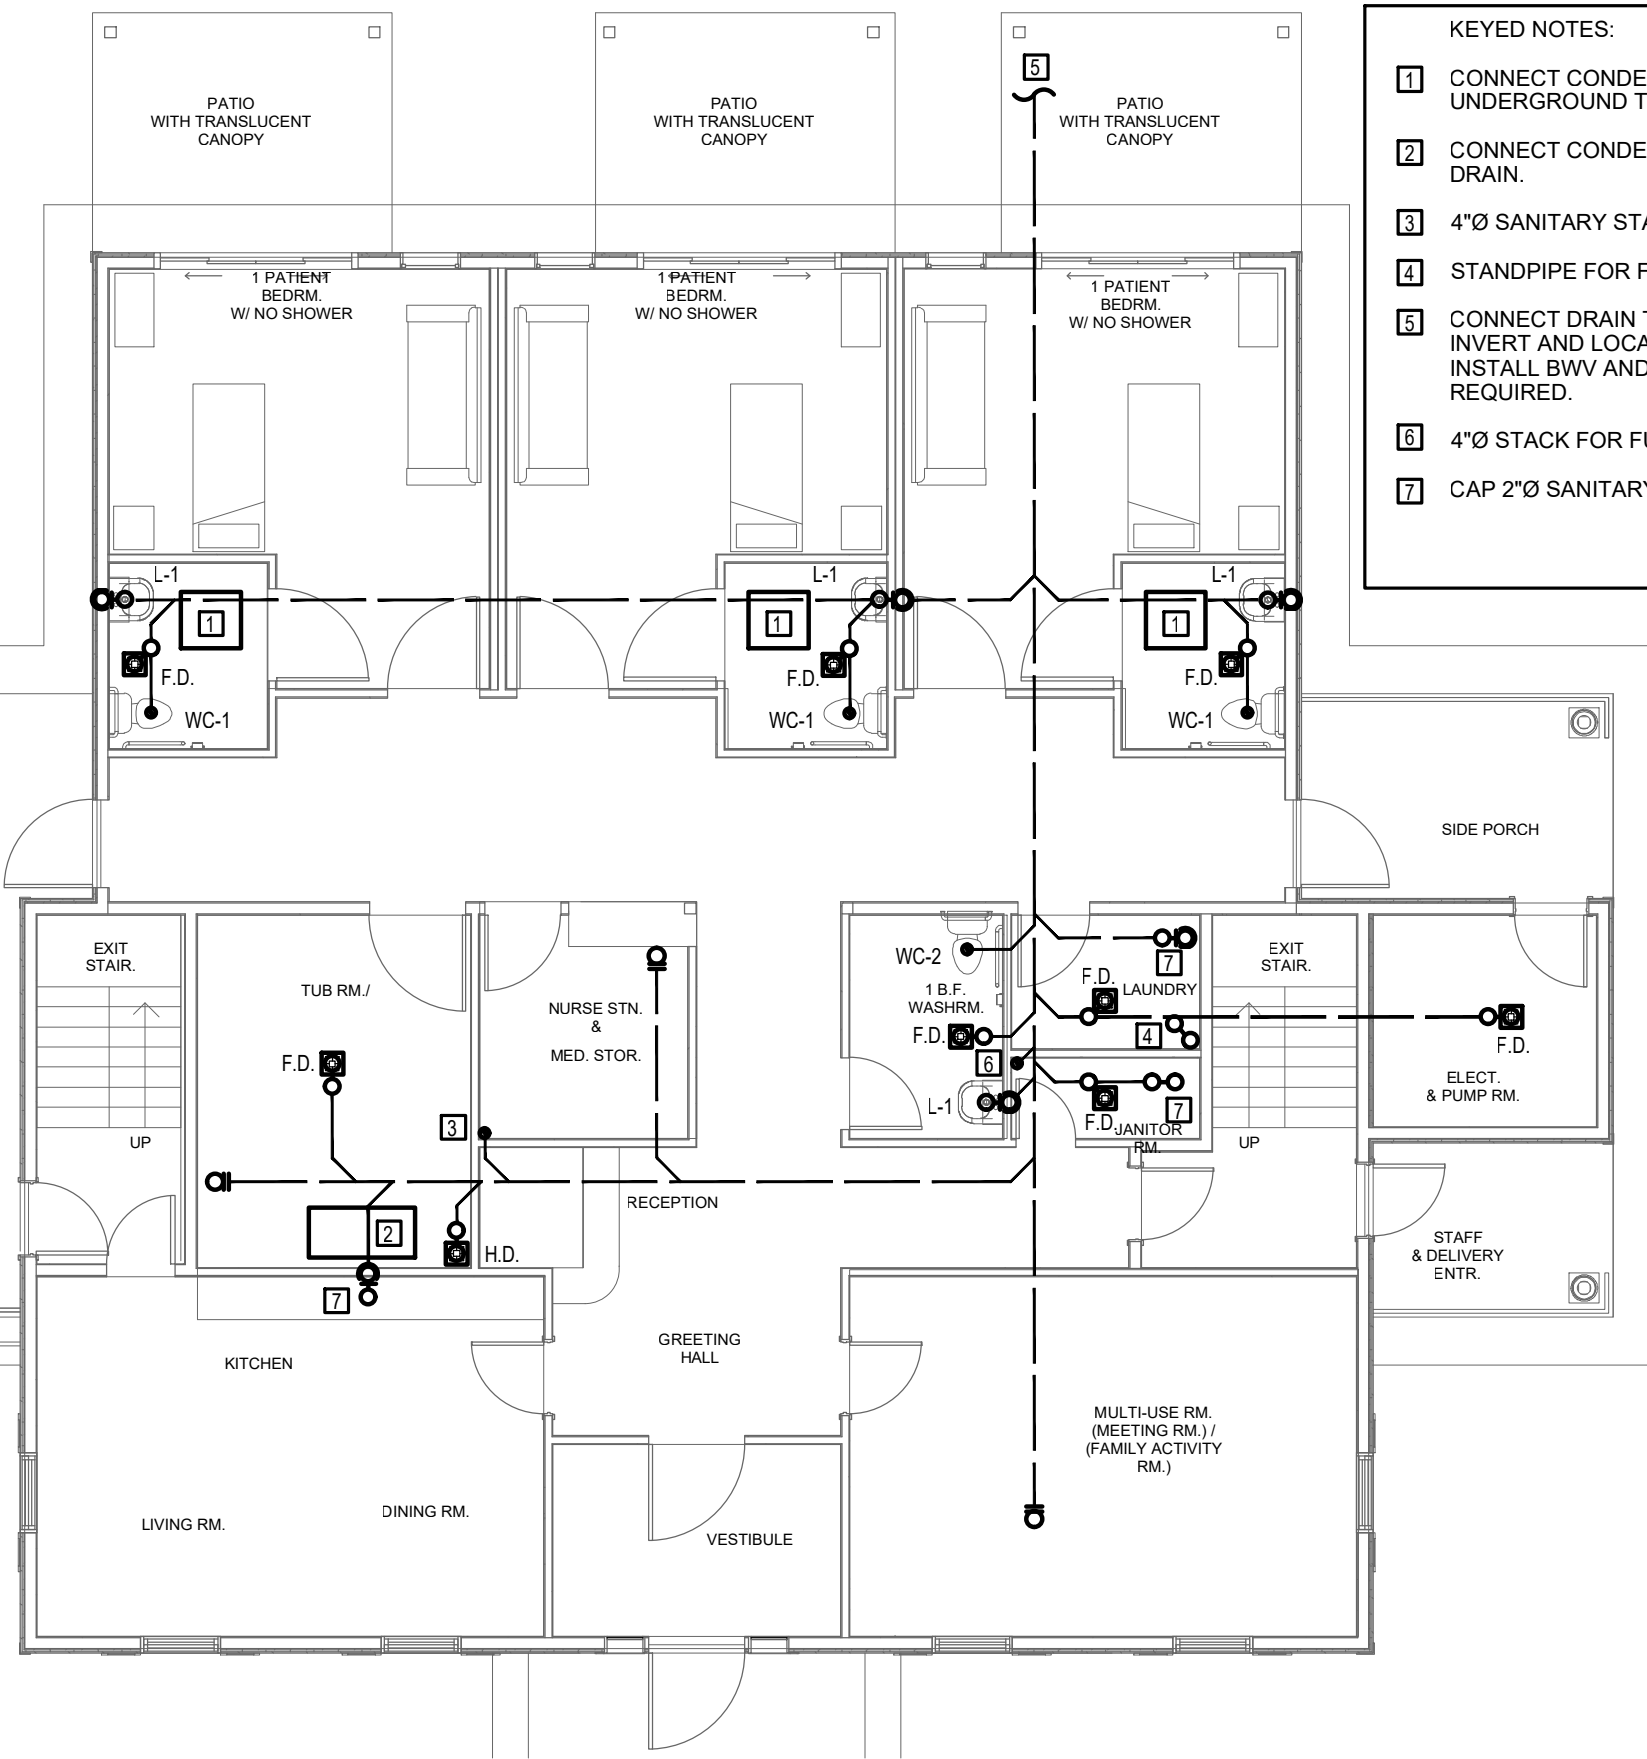 PATIO
WITH TRANSLUCENT
CANOPY
PATIO
WITH TRANSLUCENT
CANOPY
5
PATIO
WITH TRANSLUCENT
CANOPY
KEYED NOTES:
1 CONNECT CONDE
UNDERGROUND T
2 CONNECT CONDE
DRAIN.
3 4"Ø SANITARY STA
4 STANDPIPE FOR F
5 CONNECT DRAIN T
INVERT AND LOCA
INSTALL BWV AND
REQUIRED.
6 4"Ø STACK FOR FU
7 CAP 2"Ø SANITARY
1 PATIENT
BEDRM.
W/ NO SHOWER
1 PATIENT
BEDRM.
W/ NO SHOWER
1 PATIENT
BEDRM.
W/ NO SHOWER
L-1
1
F.D.
WC-1
L-1
1
F.D.
WC-1
L-1
1
F.D.
WC-1
SIDE PORCH
EXIT
STAIR.
UP
TUB RM./
F.D.
NURSE STN.
&
MED. STOR.
3
WC-2
1 B.F.
WASHRM.
F.D.
6
L-1
7
F.D.
LAUNDRY
4
7
F.D.
JANITOR
RM.
EXIT
STAIR.
UP
F.D.
ELECT.
& PUMP RM.
2
H.D.
7
RECEPTION
STAFF
& DELIVERY
ENTR.
KITCHEN
GREETING
HALL
MULTI-USE RM.
(MEETING RM.) /
(FAMILY ACTIVITY
RM.)
LIVING RM.
DINING RM.
VESTIBULE